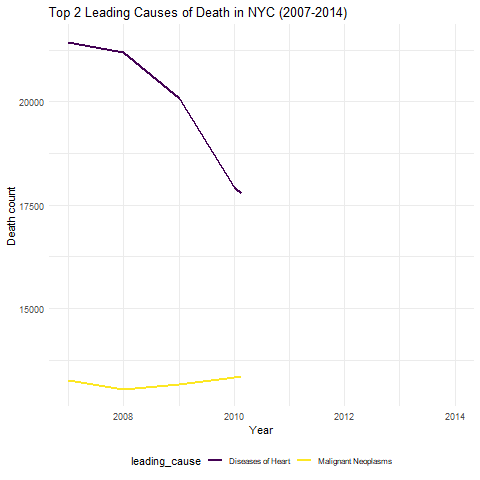 Top 2 Leading Causes of Death in NYC (2007-2014)
Death count
20000
17500
15000
2008 2010 2012 2014
Year
leading_cause Diseases of Heart Malignant Neoplasms